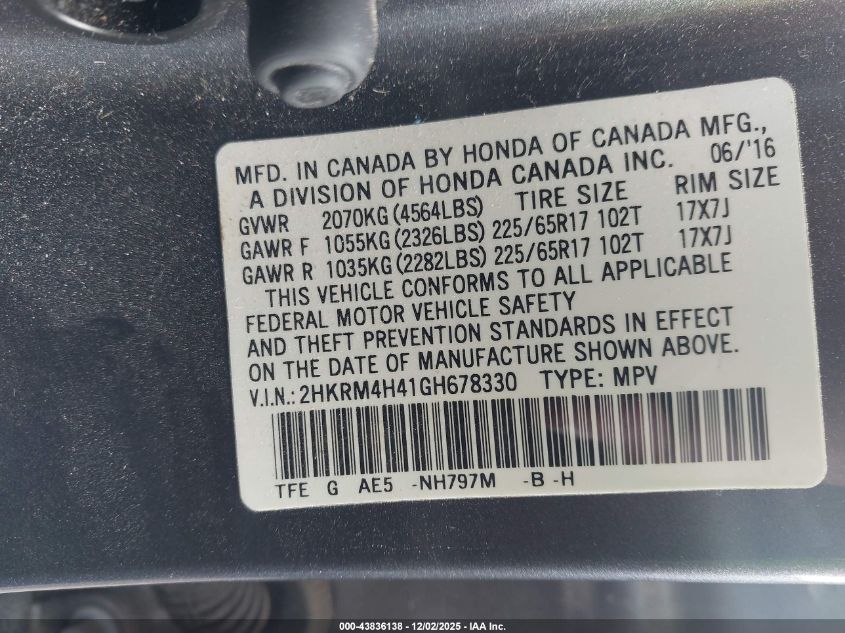 MFD. IN CANADA BY HONDA OF CANADA MFG.,
A DIVISION OF HONDA CANADA INC. 06/'16
GVWR 2070KG (4564LBS) TIRE SIZE RIM SIZE
GAWR F 1055KG (2326LBS) 225/65R17 102T 17X7J
GAWR R 1035KG (2282LBS) 225/65R17 102T 17X7J
THIS VEHICLE CONFORMS TO ALL APPLICABLE
FEDERAL MOTOR VEHICLE SAFETY
AND THEFT PREVENTION STANDARDS IN EFFECT
ON THE DATE OF MANUFACTURE SHOWN ABOVE.
V.I.N.: 2HKRM4H41GH678330 TYPE: MPV
TFE G AE5 -NH797M -B -H
000-43836138 - 12/02/2025 - IAA Inc.